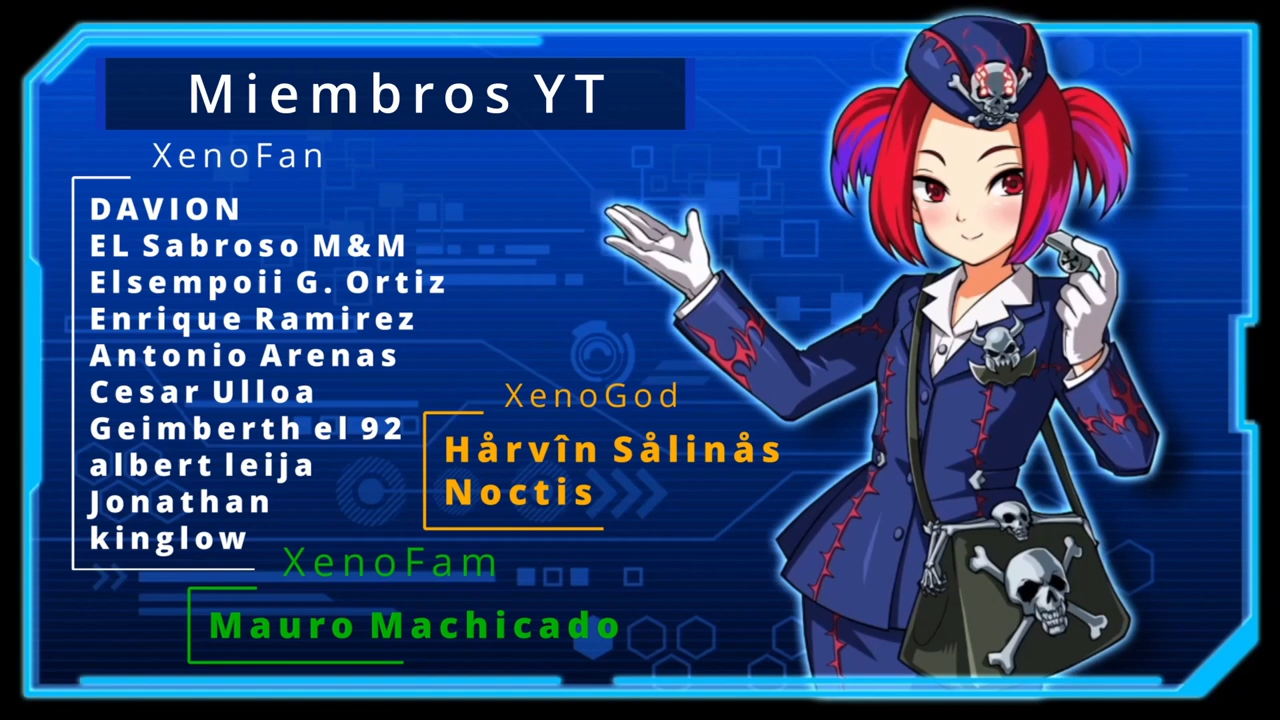 Miembros YT
XenoFan
DAVION
EL Sabroso M&M
Elsempoii G. Ortiz
Enrique Ramirez
Antonio Arenas
Cesar Ulloa
Geimberth el 92
albert leija
Jonathan
kinglow
XenoGod
Hårvîn Sålinås
Noctis
XenoFam
Mauro Machicado